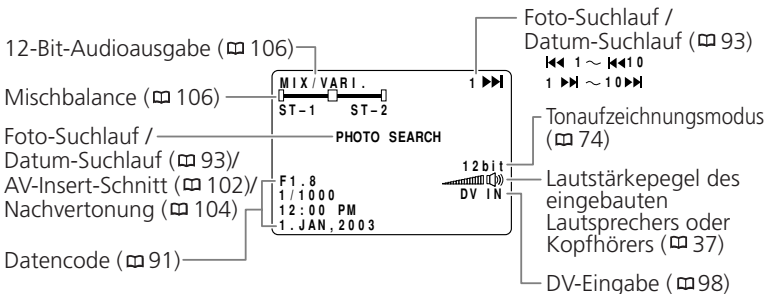 12-Bit-Audioausgabe (📖 106)
Mischbalance (📖 106)
Foto-Suchlauf /
Datum-Suchlauf (📖 93)/
AV-Insert-Schnitt (📖 102)/
Nachvertonung (📖 104)
Datencode (📖 91)
MIX/VARI.
1 ▶▶|
ST–1 ST–2
PHOTO SEARCH
12bit
F1.8
1/1000
DV IN
12:00 PM
1.JAN,2003
Foto-Suchlauf /
Datum-Suchlauf (📖 93)
|◀◀ 1 ~ |◀◀10
1 ▶▶| ~ 10▶▶|
Tonaufzeichnungsmodus
(📖 74)
Lautstärkepegel des
eingebauten
Lautsprechers oder
Kopfhörers (📖 37)
DV-Eingabe (📖 98)